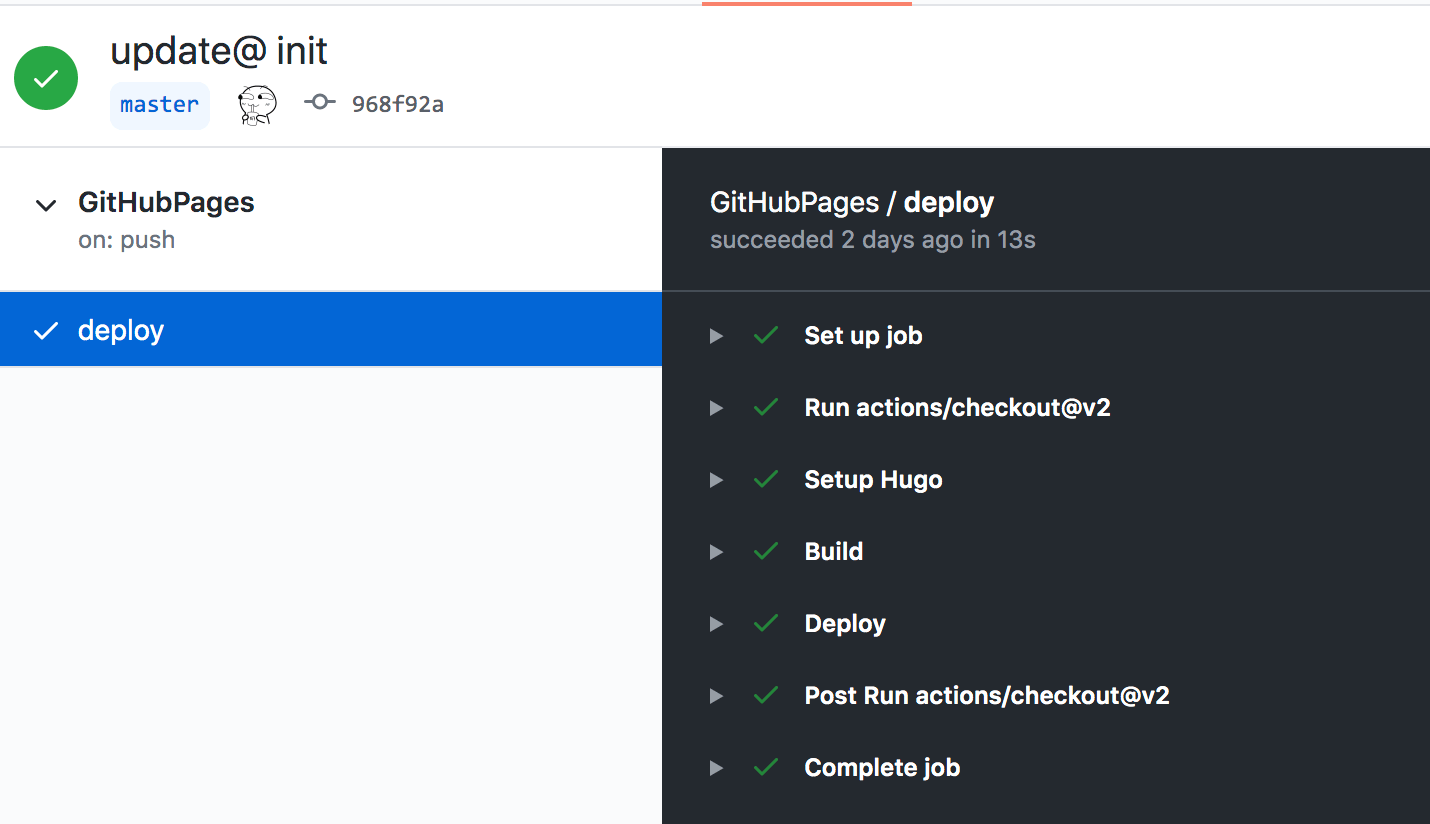 update@ init
master 968f92a
GitHubPages
on: push
deploy
GitHubPages / deploy
succeeded 2 days ago in 13s
Set up job
Run actions/checkout@v2
Setup Hugo
Build
Deploy
Post Run actions/checkout@v2
Complete job